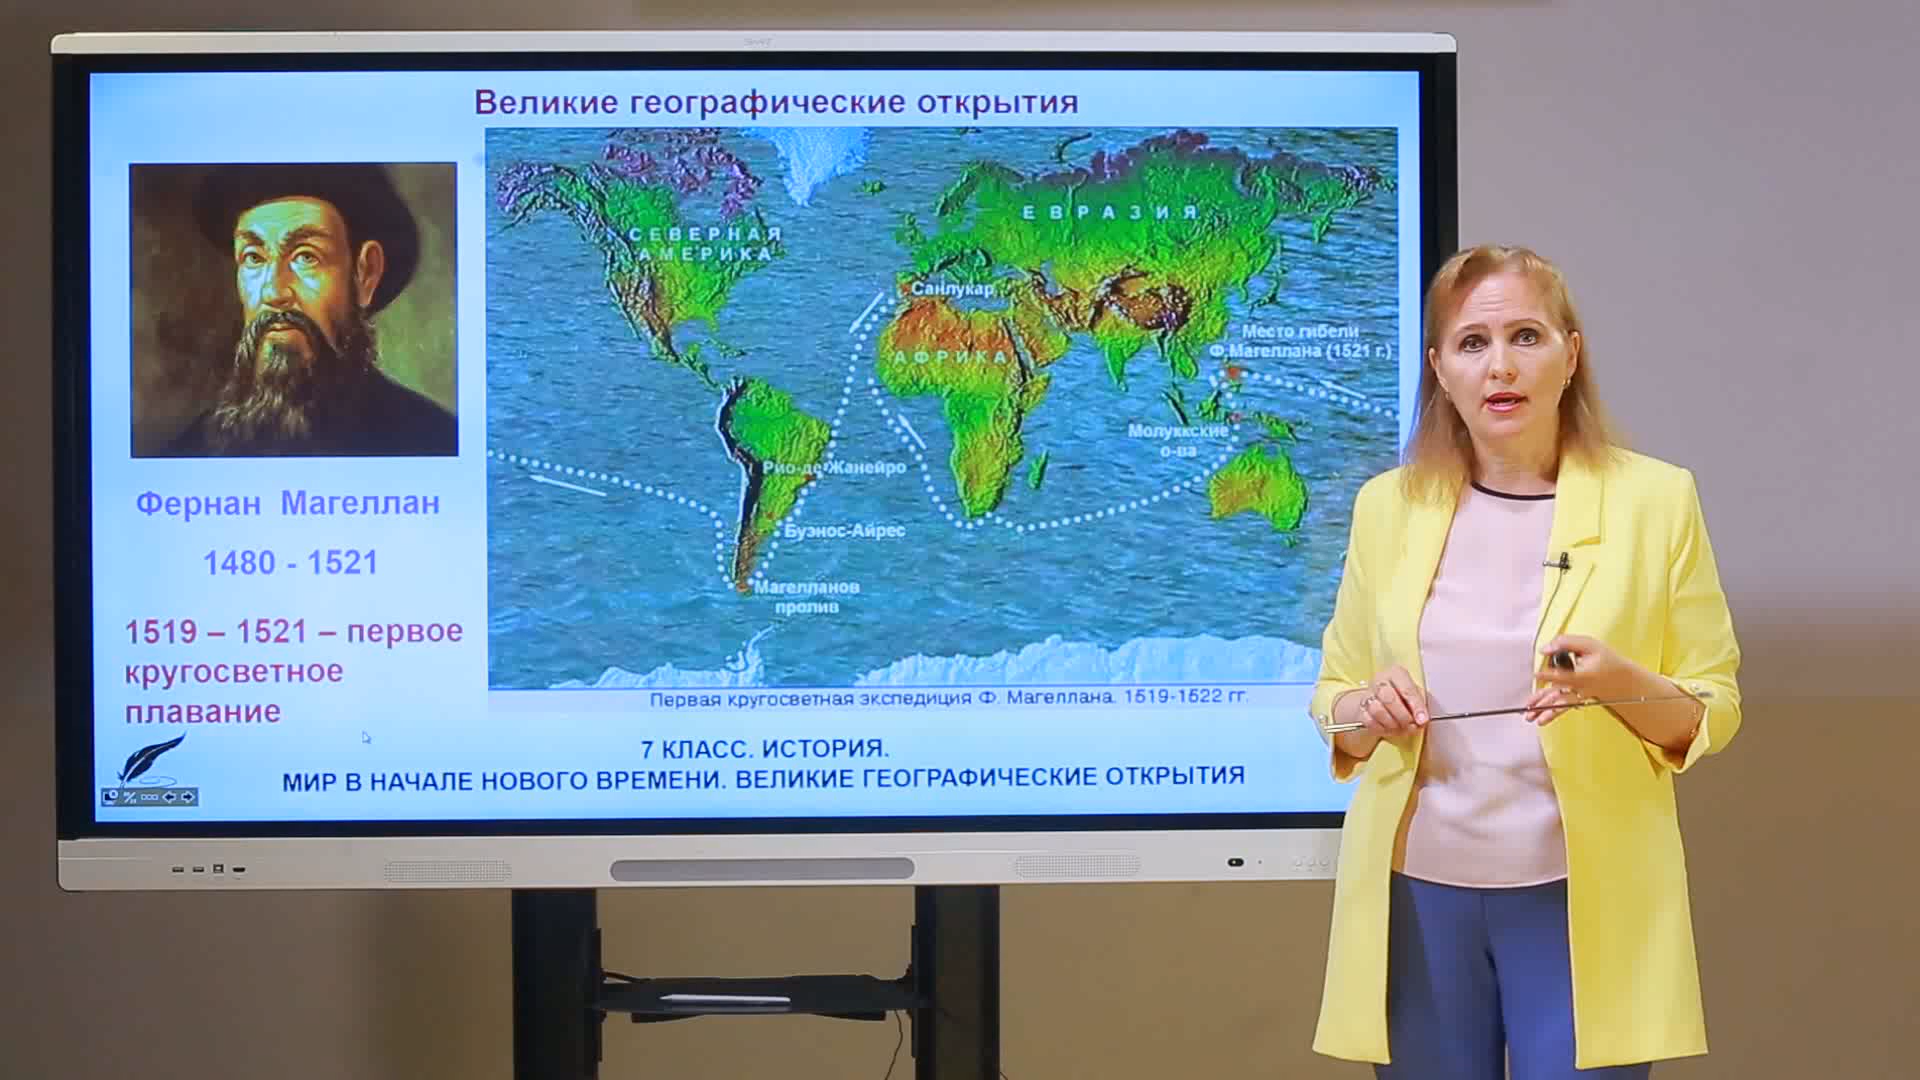 SMART
Великие географические открытия
СЕВЕРНАЯ
АМЕРИКА
ЕВРАЗИЯ
Санлукар
АФРИКА
Место гибели
Ф.Магеллана (1521 г.)
Молуккские
о-ва
Рио-де-Жанейро
Буэнос-Айрес
Магелланов
пролив
Первая кругосветная экспедиция Ф. Магеллана. 1519-1522 гг.
Фернан Магеллан
1480 - 1521
1519 – 1521 – первое
кругосветное
плавание
7 КЛАСС. ИСТОРИЯ.
МИР В НАЧАЛЕ НОВОГО ВРЕМЕНИ. ВЕЛИКИЕ ГЕОГРАФИЧЕСКИЕ ОТКРЫТИЯ